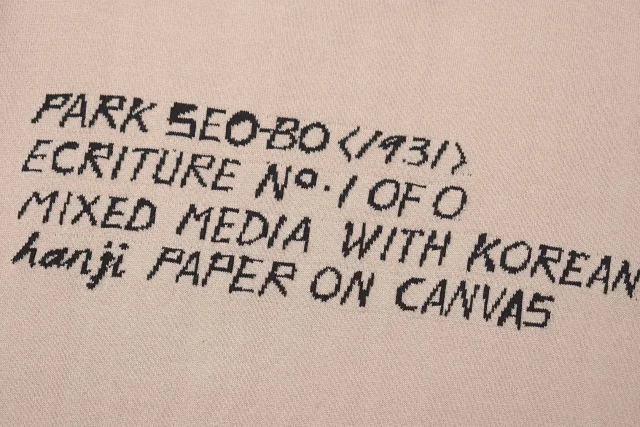 PARK SEO-BO <1931>
ECRITURE Nº.1 OF 0
MIXED MEDIA WITH KOREAN
hanji PAPER ON CANVAS